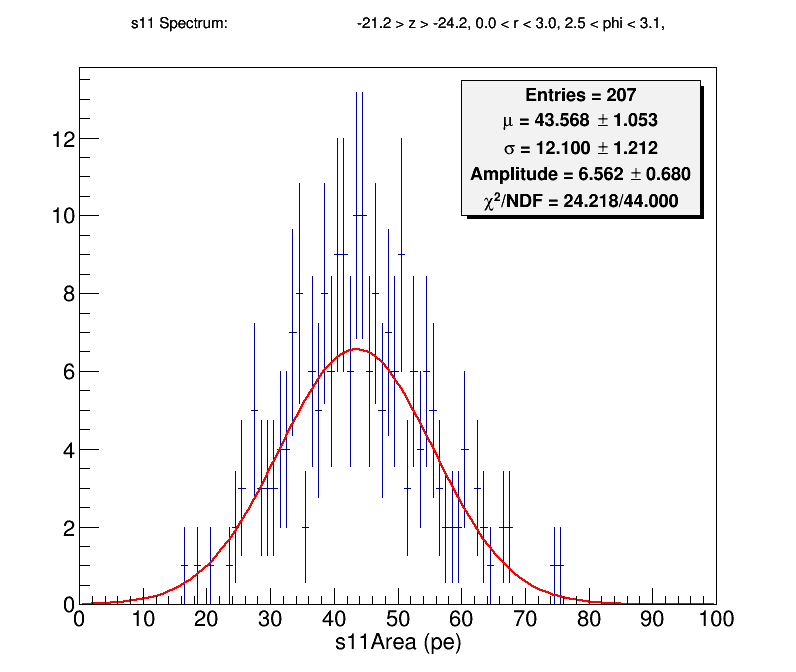 s11 Spectrum: -21.2 > z > -24.2, 0.0 < r < 3.0, 2.5 < phi < 3.1,
Entries = 207
μ = 43.568 ± 1.053
σ = 12.100 ± 1.212
Amplitude = 6.562 ± 0.680
χ²/NDF = 24.218/44.000
12
10
8
6
4
2
0
0 10 20 30 40 50 60 70 80 90 100
s11Area (pe)